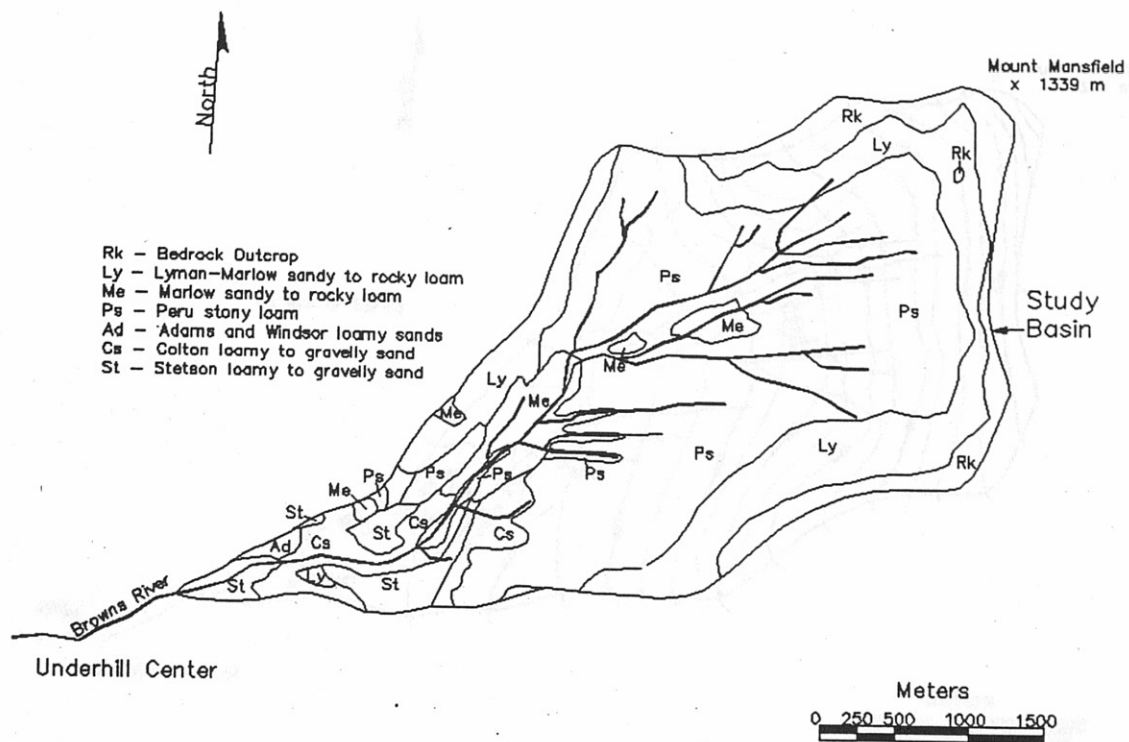 North
Mount Mansfield
x 1339 m
Rk
Ly
Rk
Rk – Bedrock Outcrop
Ly – Lyman-Marlow sandy to rocky loam
Me – Marlow sandy to rocky loam
Ps – Peru stony loam
Ad – Adams and Windsor loamy sands
Cs – Colton loamy to gravelly sand
St – Stetson loamy to gravelly sand
Ps
Ps
Study
Basin
Me
Me
Ly
Me
Me
Ps
Ly
Ps
Ps
Ps
Ps
Rk
Me
St
Cs
St
Cs
Ad
Cs
St
Ly
St
Browns River
Underhill Center
Meters
0 250 500 1000 1500